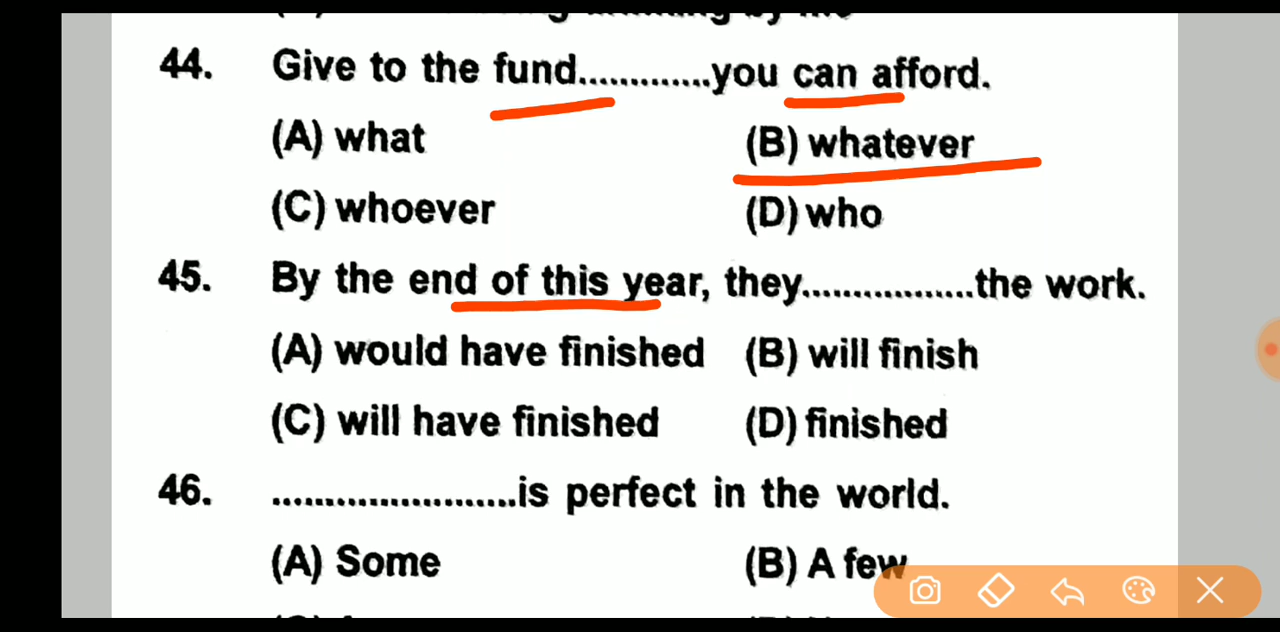 44. Give to the fund.............you can afford.
(A) what (B) whatever
(C) whoever (D) who
45. By the end of this year, they.................the work.
(A) would have finished (B) will finish
(C) will have finished (D) finished
46. .......................is perfect in the world.
(A) Some (B) A few